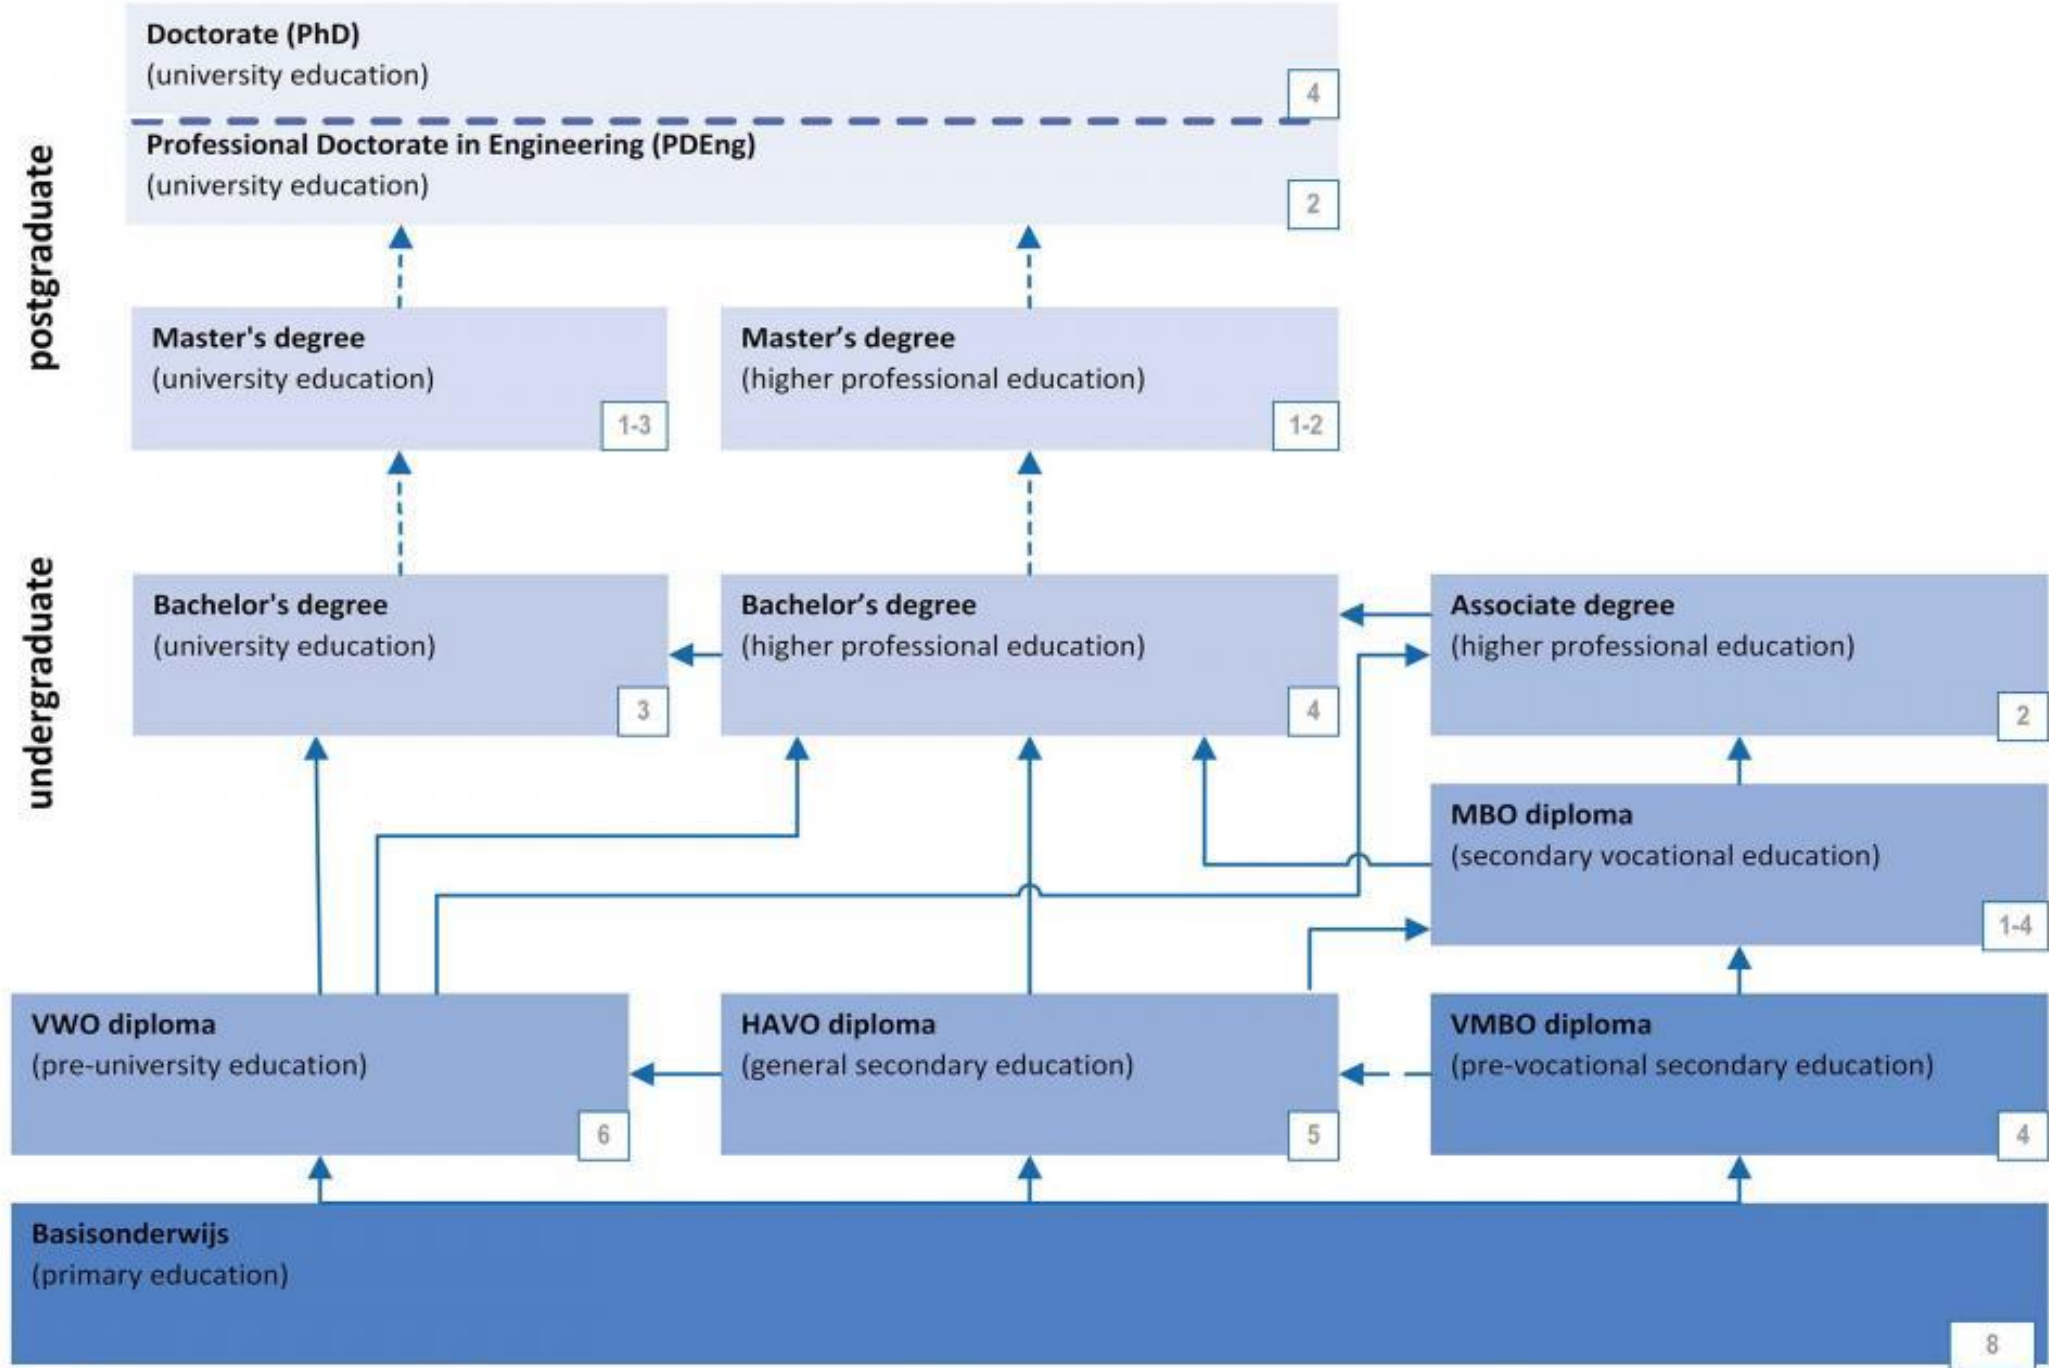 Doctorate (PhD)
(university education)
4
Professional Doctorate in Engineering (PDEng)
(university education)
2
postgraduate
Master's degree
(university education)
1-3
Master’s degree
(higher professional education)
1-2
undergraduate
Bachelor's degree
(university education)
3
Bachelor’s degree
(higher professional education)
4
Associate degree
(higher professional education)
2
MBO diploma
(secondary vocational education)
1-4
VWO diploma
(pre-university education)
6
HAVO diploma
(general secondary education)
5
VMBO diploma
(pre-vocational secondary education)
4
Basisonderwijs
(primary education)
8